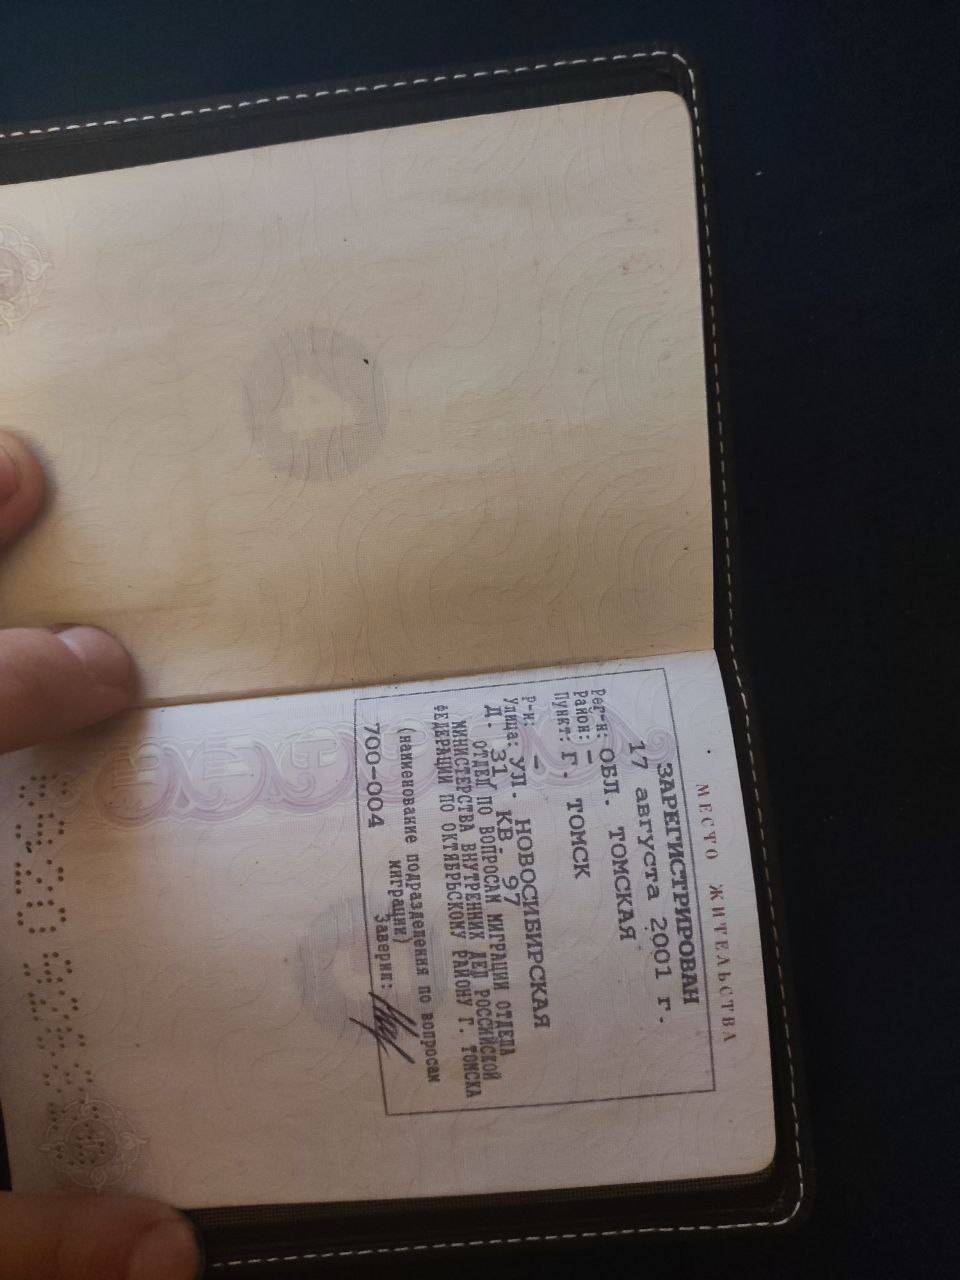 МЕСТО ЖИТЕЛЬСТВА
ЗАРЕГИСТРИРОВАН
17 августа 2001 г.
Рег-н: ОБЛ. ТОМСКАЯ
Район: –
Пункт: Г. ТОМСК
Р-н: –
Улица: УЛ. НОВОСИБИРСКАЯ
Д. 31, КВ. 97
ОТДЕЛ ПО ВОПРОСАМ МИГРАЦИИ ОТДЕЛА
МИНИСТЕРСТВА ВНУТРЕННИХ ДЕЛ РОССИЙСКОЙ
ФЕДЕРАЦИИ ПО ОКТЯБРЬСКОМУ РАЙОНУ Г. ТОМСКА
(наименование подразделения по вопросам
миграции)
700-004 Заверил: